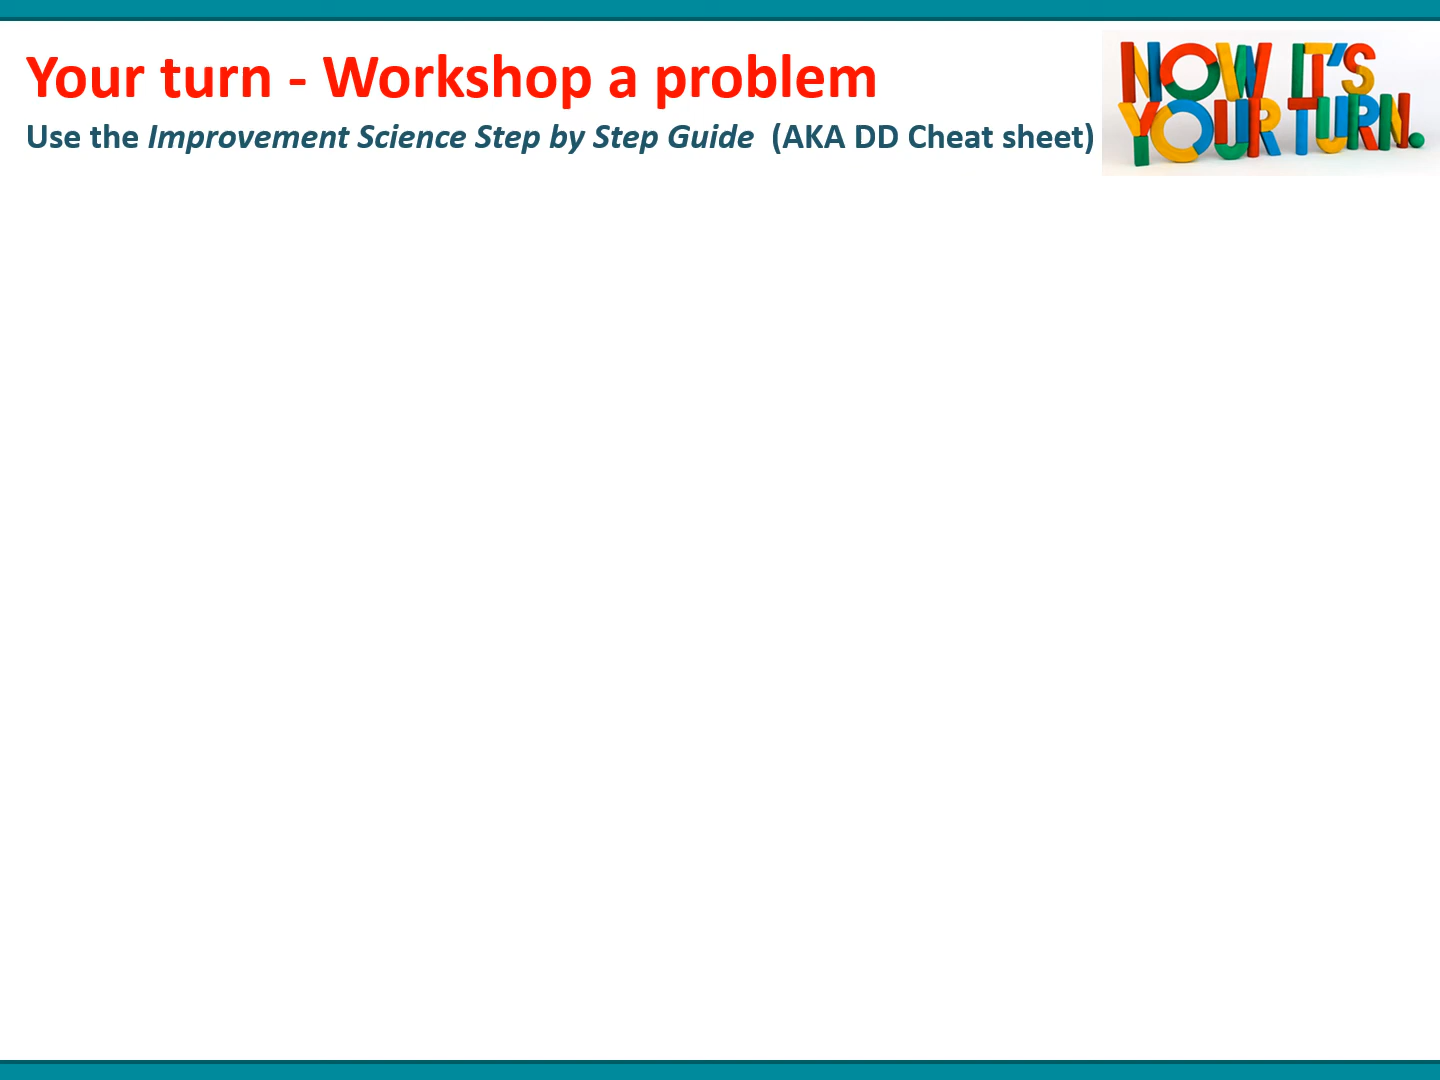 Your turn - Workshop a problem
Use the Improvement Science Step by Step Guide (AKA DD Cheat sheet)
NOW IT'S
YOUR TURN.